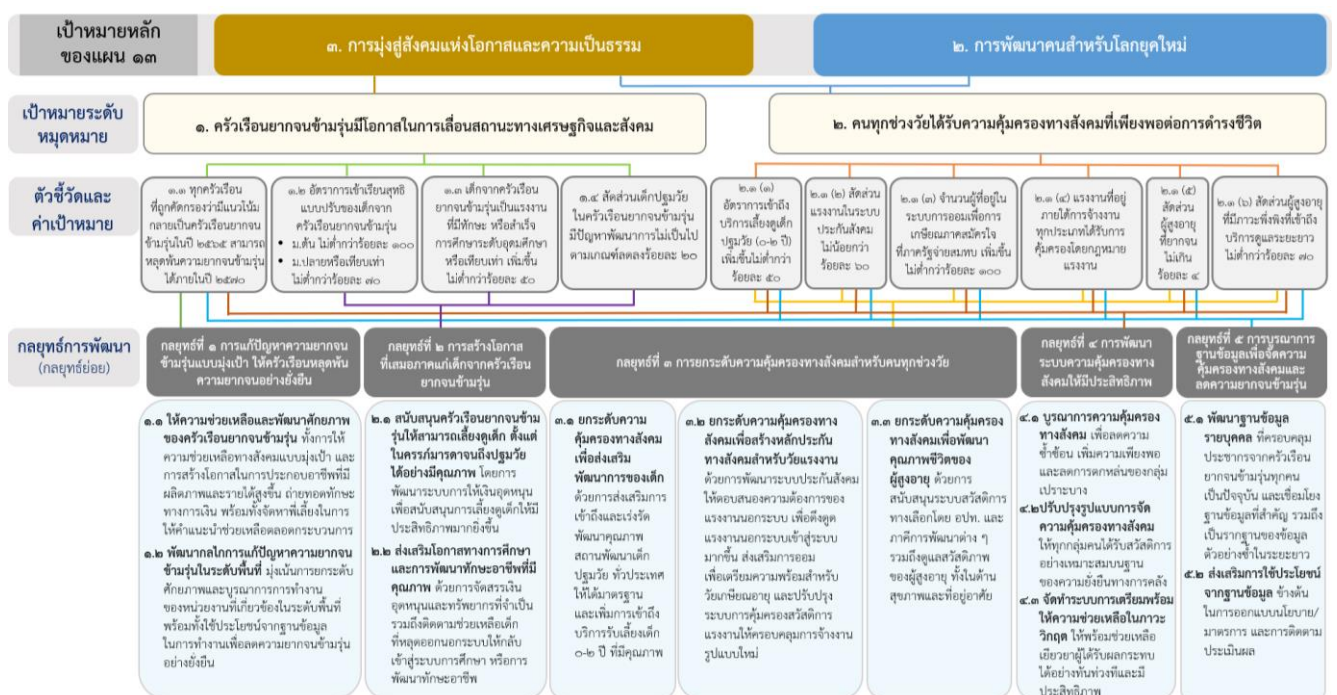 เป้าหมายหลัก
ของแผน ๑๓
๓. การมุ่งสู่สังคมแห่งโอกาสและความเป็นธรรม
๒. การพัฒนาคนสำหรับโลกยุคใหม่
เป้าหมายระดับ
หมุดหมาย
๑. ครัวเรือนยากจนข้ามรุ่นมีโอกาสในการเลื่อนสถานะทางเศรษฐกิจและสังคม
๒. คนทุกช่วงวัยได้รับความคุ้มครองทางสังคมที่เพียงพอต่อการดำรงชีวิต
ตัวชี้วัดและ
ค่าเป้าหมาย
๑.๑ ทุกครัวเรือน
ที่ถูกคัดกรองว่ามีแนวโน้ม
กลายเป็นครัวเรือนยากจน
ข้ามรุ่นในปี ๒๕๖๕ สามารถ
หลุดพ้นความยากจนข้ามรุ่น
ได้ภายในปี ๒๕๗๐
๑.๒ อัตราการเข้าเรียนสุทธิ
แบบปรับของเด็กจาก
ครัวเรือนยากจนข้ามรุ่น
• ม.ต้น ไม่ต่ำกว่าร้อยละ ๑๐๐
• ม.ปลายหรือเทียบเท่า
ไม่ต่ำกว่าร้อยละ ๗๐
๑.๓ เด็กจากครัวเรือน
ยากจนข้ามรุ่นเป็นแรงงาน
ที่มีทักษะ หรือสำเร็จ
การศึกษาระดับอุดมศึกษา
หรือเทียบเท่า เพิ่มขึ้น
ไม่ต่ำกว่าร้อยละ ๕๐
๑.๔ สัดส่วนเด็กปฐมวัย
ในครัวเรือนยากจนข้ามรุ่น
มีปัญหาพัฒนาการไม่เป็นไป
ตามเกณฑ์ลดลงร้อยละ ๒๐
๒.๑ (๑)
อัตราการเข้าถึง
บริการเลี้ยงดูเด็ก
ปฐมวัย (๐-๒ ปี)
เพิ่มขึ้นไม่ต่ำกว่า
ร้อยละ ๕๐
๒.๑ (๒) สัดส่วน
แรงงานในระบบ
ประกันสังคม
ไม่น้อยกว่า
ร้อยละ ๖๐
๒.๑ (๓) จำนวนผู้ที่อยู่ใน
ระบบการออมเพื่อการ
เกษียณภาคสมัครใจ
ที่ภาครัฐจ่ายสมทบ เพิ่มขึ้น
ไม่ต่ำกว่าร้อยละ ๑๐๐
๒.๑ (๔) แรงงานที่อยู่
ภายใต้การจ้างงาน
ทุกประเภทได้รับการ
คุ้มครองโดยกฎหมาย
แรงงาน
๒.๑ (๕)
สัดส่วน
ผู้สูงอายุ
ที่ยากจน
ไม่เกิน
ร้อยละ ๔
๒.๑ (๖) สัดส่วนผู้สูงอายุ
ที่มีภาวะพึ่งพิงที่เข้าถึง
บริการดูแลระยะยาว
ไม่ต่ำกว่าร้อยละ ๗๐
กลยุทธ์การพัฒนา
(กลยุทธ์ย่อย)
กลยุทธ์ที่ ๑ การแก้ปัญหาความยากจน
ข้ามรุ่นแบบมุ่งเป้า ให้ครัวเรือนหลุดพ้น
ความยากจนอย่างยั่งยืน
กลยุทธ์ที่ ๒ การสร้างโอกาส
ที่เสมอภาคแก่เด็กจากครัวเรือน
ยากจนข้ามรุ่น
กลยุทธ์ที่ ๓ การยกระดับความคุ้มครองทางสังคมสำหรับคนทุกช่วงวัย
กลยุทธ์ที่ ๔ การพัฒนา
ระบบความคุ้มครองทาง
สังคมให้มีประสิทธิภาพ
กลยุทธ์ที่ ๕ การบูรณาการ
ฐานข้อมูลเพื่อจัดความ
คุ้มครองทางสังคมและ
ลดความยากจนข้ามรุ่น
๑.๑ ให้ความช่วยเหลือและพัฒนาศักยภาพ
ของครัวเรือนยากจนข้ามรุ่น ทั้งการให้
ความช่วยเหลือทางสังคมแบบมุ่งเป้า และ
การสร้างโอกาสในการประกอบอาชีพที่มี
ผลิตภาพและรายได้สูงขึ้น ถ่ายทอดทักษะ
ทางการเงิน พร้อมทั้งจัดหาพี่เลี้ยงในการ
ให้คำแนะนำช่วยเหลือตลอดกระบวนการ
๑.๒ พัฒนากลไกการแก้ปัญหาความยากจน
ข้ามรุ่นในระดับพื้นที่ มุ่งเน้นการยกระดับ
ศักยภาพและบูรณาการการทำงาน
ของหน่วยงานที่เกี่ยวข้องในระดับพื้นที่
พร้อมทั้งใช้ประโยชน์จากฐานข้อมูล
ในการทำงานเพื่อลดความยากจนข้ามรุ่น
อย่างยั่งยืน
๒.๑ สนับสนุนครัวเรือนยากจนข้าม
รุ่นให้สามารถเลี้ยงดูเด็ก ตั้งแต่
ในครรภ์มารดาจนถึงปฐมวัย
ได้อย่างมีคุณภาพ โดยการ
พัฒนาระบบการให้เงินอุดหนุน
เพื่อสนับสนุนการเลี้ยงดูเด็กให้มี
ประสิทธิภาพมากยิ่งขึ้น
๒.๒ ส่งเสริมโอกาสทางการศึกษา
และการพัฒนาทักษะอาชีพที่มี
คุณภาพ ด้วยการจัดสรรเงิน
อุดหนุนและทรัพยากรที่จำเป็น
รวมถึงติดตามช่วยเหลือเด็ก
ที่หลุดออกนอกระบบให้กลับ
เข้าสู่ระบบการศึกษา หรือการ
พัฒนาทักษะอาชีพ
๓.๑ ยกระดับความ
คุ้มครองทางสังคม
เพื่อส่งเสริม
พัฒนาการของเด็ก
ด้วยการส่งเสริมการ
เข้าถึงและเร่งรัด
พัฒนาคุณภาพ
สถานพัฒนาเด็ก
ปฐมวัย ทั่วประเทศ
ให้ได้มาตรฐาน
และเพิ่มการเข้าถึง
บริการรับเลี้ยงเด็ก
๐-๒ ปี ที่มีคุณภาพ
๓.๒ ยกระดับความคุ้มครองทาง
สังคมเพื่อสร้างหลักประกัน
ทางสังคมสำหรับวัยแรงงาน
ด้วยการพัฒนาระบบประกันสังคม
ให้ตอบสนองความต้องการของ
แรงงานนอกระบบ เพื่อดึงดูด
แรงงานนอกระบบเข้าสู่ระบบ
มากขึ้น ส่งเสริมการออม
เพื่อเตรียมความพร้อมสำหรับ
วัยเกษียณอายุ และปรับปรุง
ระบบการคุ้มครองสวัสดิการ
แรงงานให้ครอบคลุมการจ้างงาน
รูปแบบใหม่
๓.๓ ยกระดับความคุ้มครอง
ทางสังคมเพื่อพัฒนา
คุณภาพชีวิตของ
ผู้สูงอายุ ด้วยการ
สนับสนุนระบบสวัสดิการ
ทางเลือกโดย อปท. และ
ภาคีการพัฒนาต่าง ๆ
รวมถึงดูแลสวัสดิภาพ
ของผู้สูงอายุ ทั้งในด้าน
สุขภาพและที่อยู่อาศัย
๔.๑ บูรณาการความคุ้มครอง
ทางสังคม เพื่อลดความ
ซ้ำซ้อน เพิ่มความเพียงพอ
และลดการตกหล่นของกลุ่ม
เปราะบาง
๔.๒ปรับปรุงรูปแบบการจัด
ความคุ้มครองทางสังคม
ให้ทุกกลุ่มคนได้รับสวัสดิการ
อย่างเหมาะสมบนฐาน
ของความยั่งยืนทางการคลัง
๔.๓ จัดทำระบบการเตรียมพร้อม
ให้ความช่วยเหลือในภาวะ
วิกฤต ให้พร้อมช่วยเหลือ
เยียวยาผู้ได้รับผลกระทบ
ได้อย่างทันท่วงทีและมี
ประสิทธิภาพ
๕.๑ พัฒนาฐานข้อมูล
รายบุคคล ที่ครอบคลุม
ประชากรจากครัวเรือน
ยากจนข้ามรุ่นทุกคน
เป็นปัจจุบัน และเชื่อมโยง
ฐานข้อมูลที่สำคัญ รวมถึง
เป็นรากฐานของข้อมูล
ตัวอย่างซ้ำในระยะยาว
๕.๒ ส่งเสริมการใช้ประโยชน์
จากฐานข้อมูล ข้างต้น
ในการออกแบบนโยบาย/
มาตรการ และการติดตาม
ประเมินผล